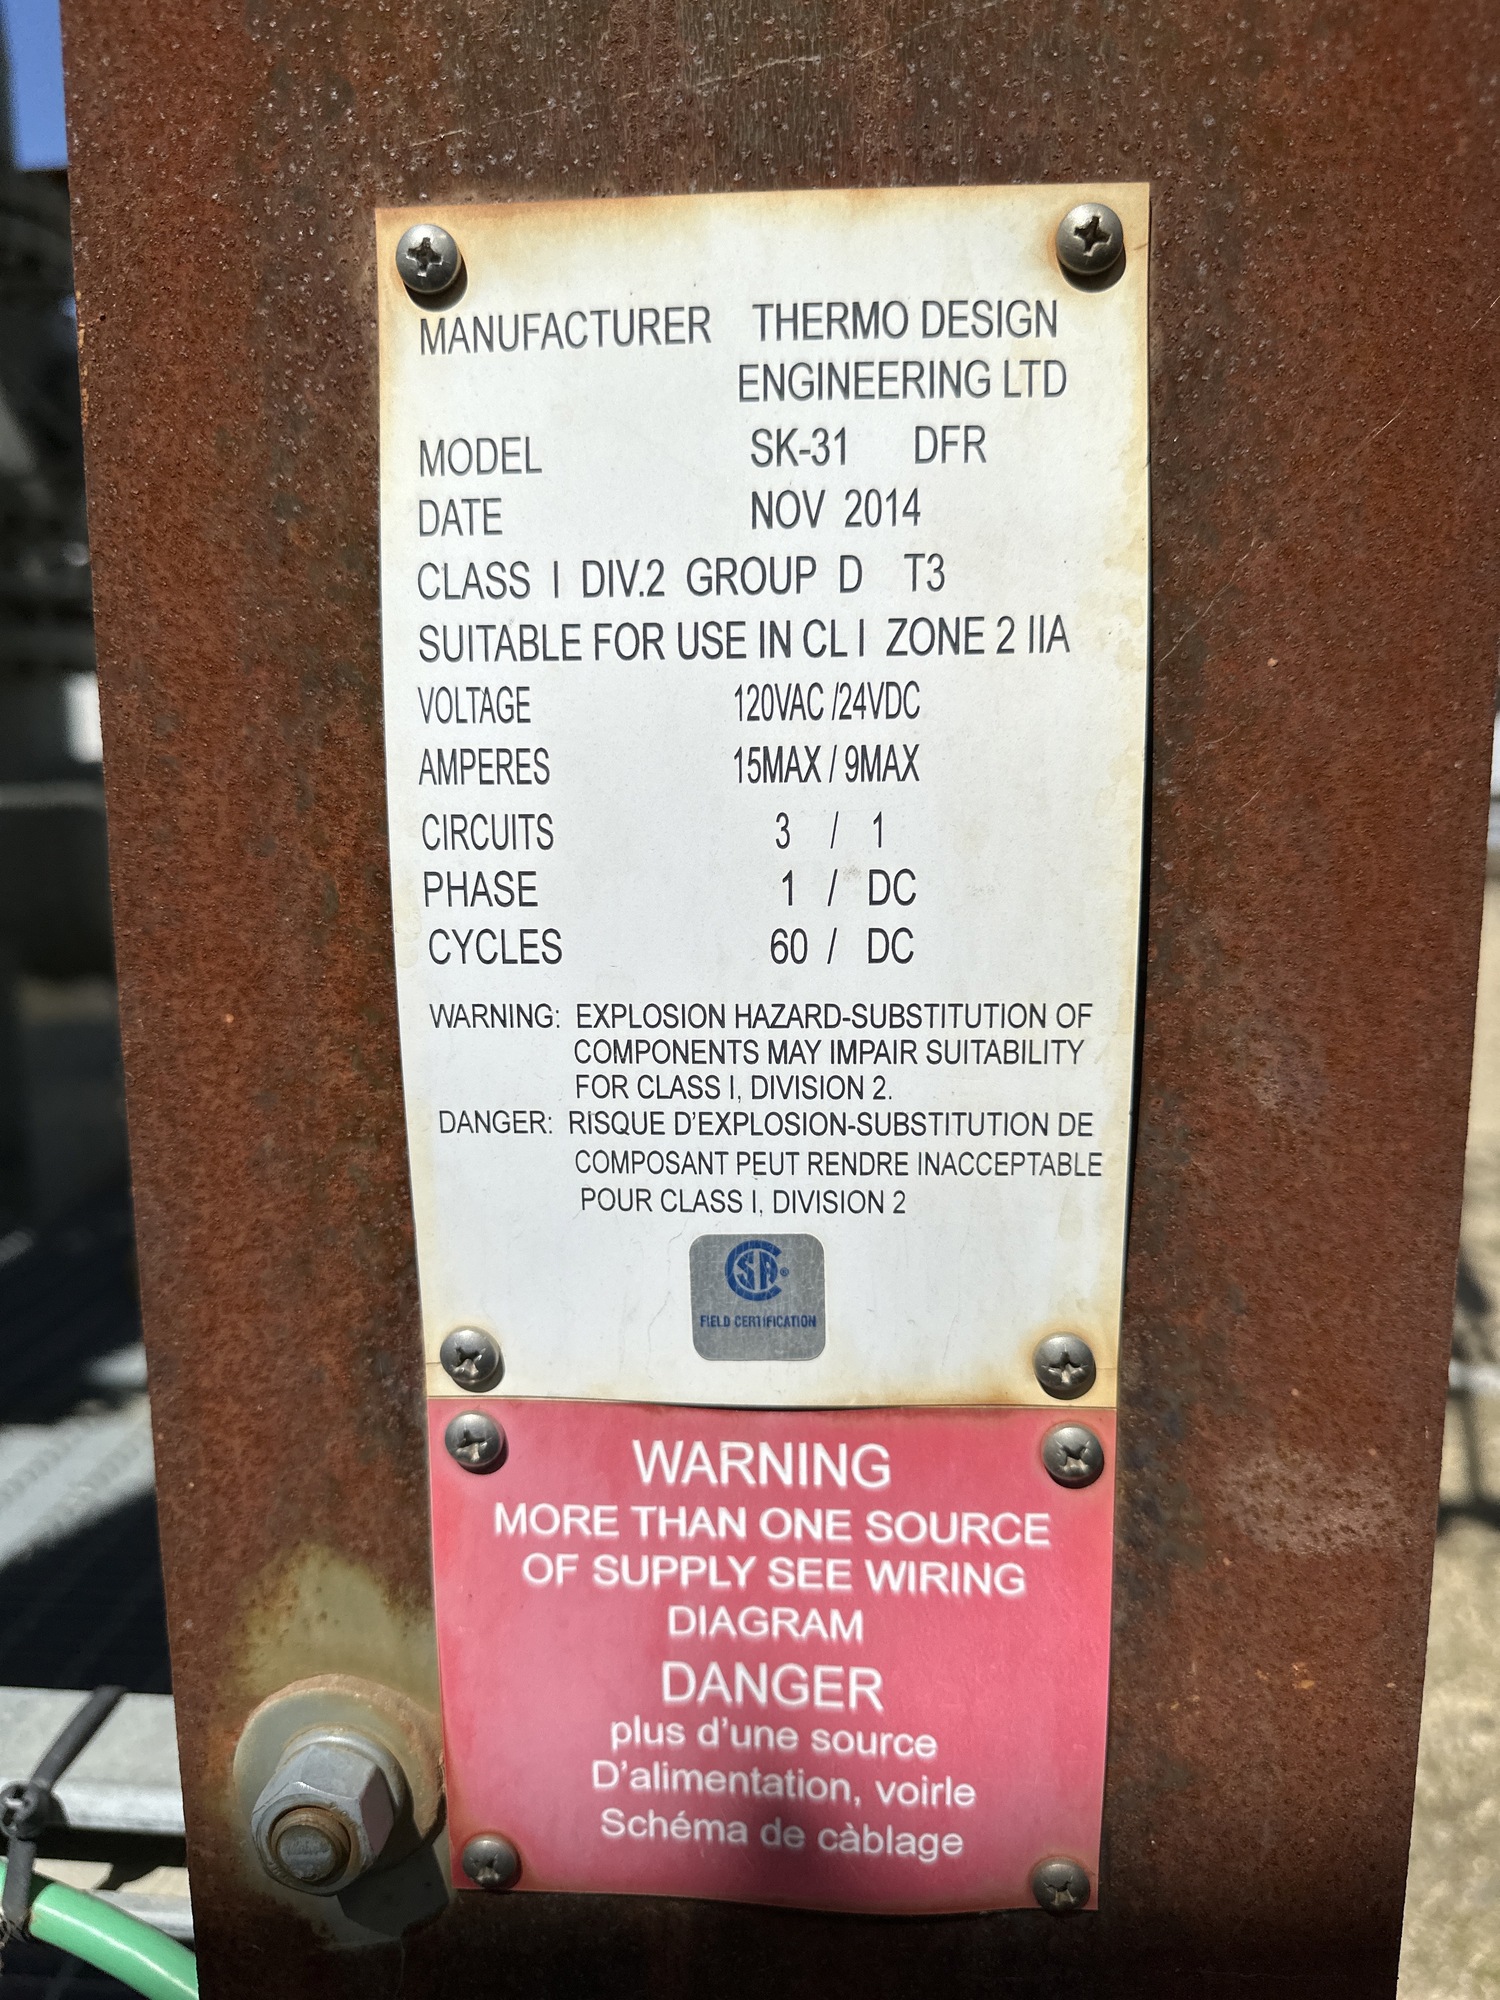 MANUFACTURER THERMO DESIGN
ENGINEERING LTD
MODEL SK-31 DFR
DATE NOV 2014
CLASS I DIV.2 GROUP D T3
SUITABLE FOR USE IN CL I ZONE 2 IIA
VOLTAGE 120VAC /24VDC
AMPERES 15MAX / 9MAX
CIRCUITS 3 / 1
PHASE 1 / DC
CYCLES 60 / DC
WARNING: EXPLOSION HAZARD-SUBSTITUTION OF
COMPONENTS MAY IMPAIR SUITABILITY
FOR CLASS I, DIVISION 2.
DANGER: RISQUE D'EXPLOSION-SUBSTITUTION DE
COMPOSANT PEUT RENDRE INACCEPTABLE
POUR CLASS I, DIVISION 2
CSA®
FIELD CERTIFICATION
WARNING
MORE THAN ONE SOURCE
OF SUPPLY SEE WIRING
DIAGRAM
DANGER
plus d'une source
D'alimentation, voirle
Schéma de càblage